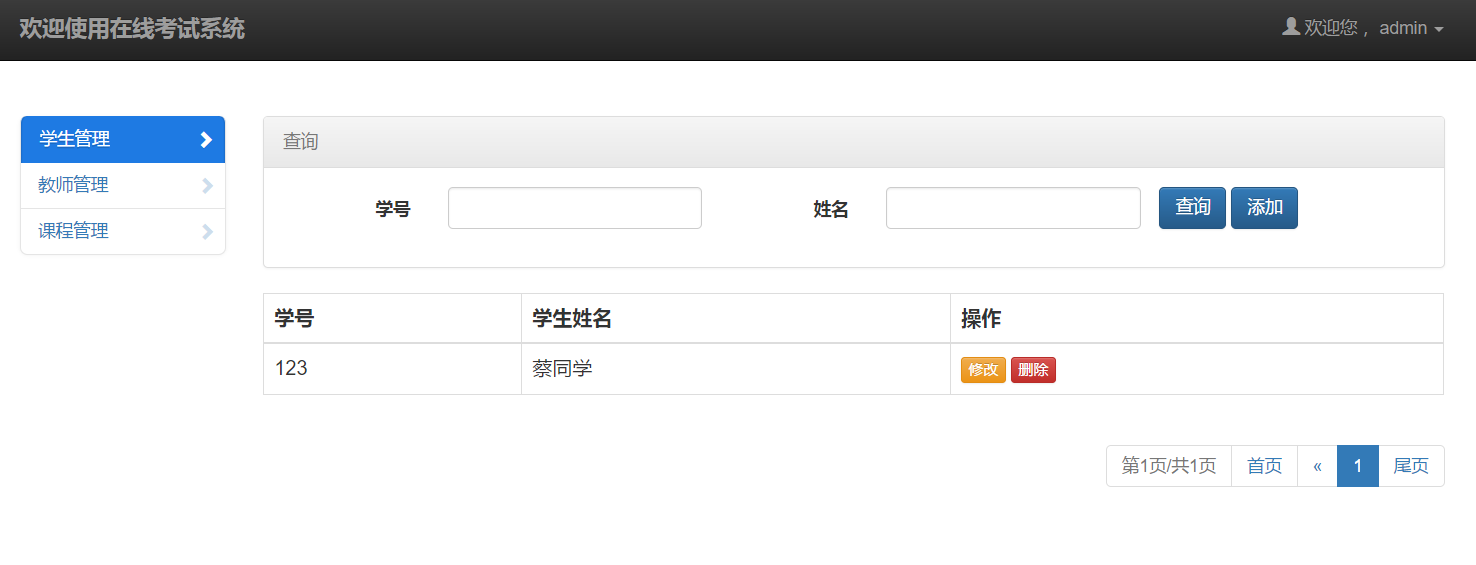 欢迎使用在线考试系统
欢迎您 ，admin
学生管理
教师管理
课程管理
查询
学号
姓名
查询 添加
学号 学生姓名 操作
123 蔡同学 修改 删除
第1页/共1页 首页 « 1 尾页